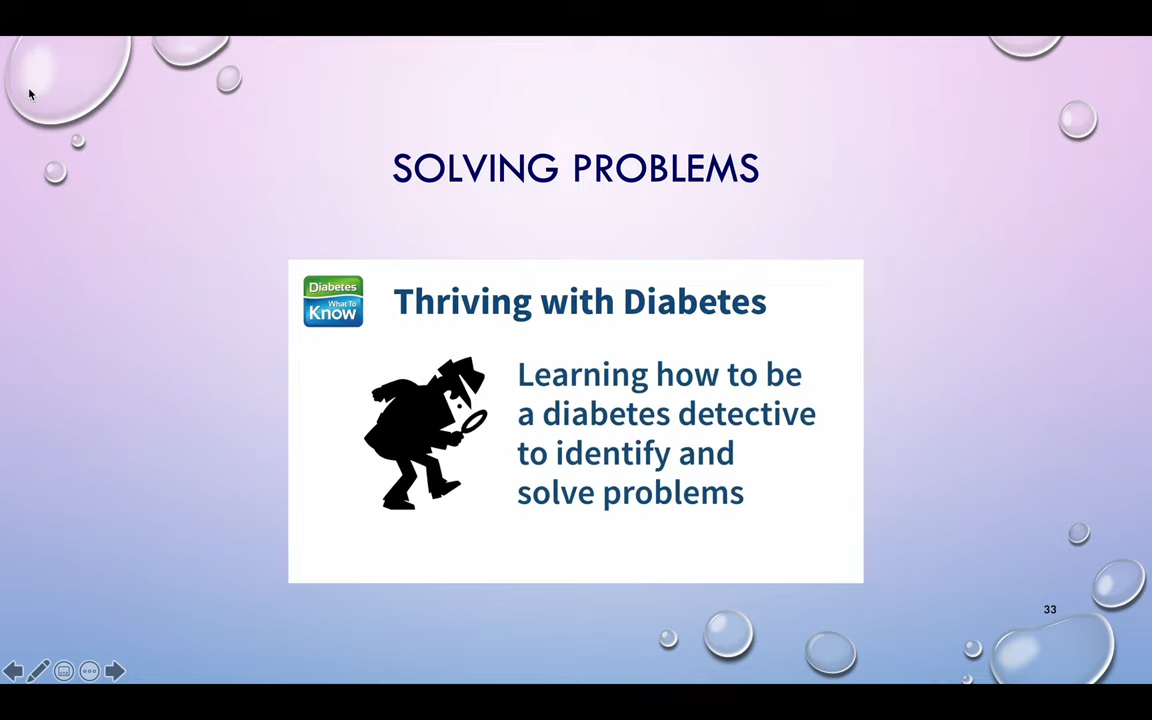 SOLVING PROBLEMS
Diabetes
What To
Know
Thriving with Diabetes
Learning how to be
a diabetes detective
to identify and
solve problems
33